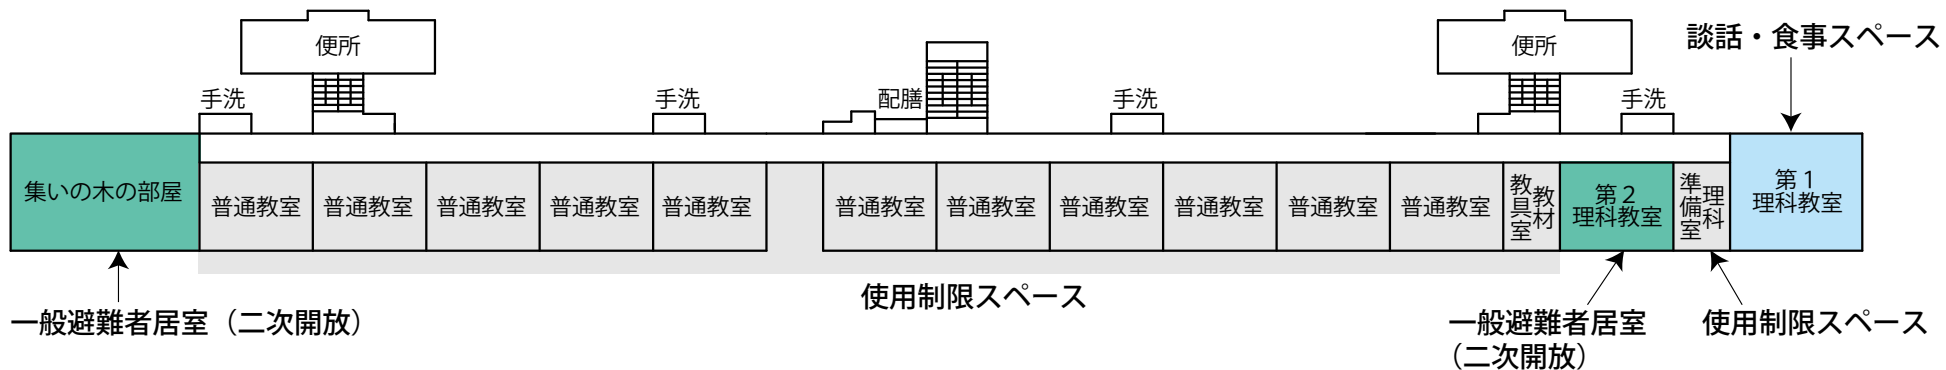 便所
便所
談話・食事スペース
手洗
手洗
配膳
手洗
手洗
集いの木の部屋
普通教室
普通教室
普通教室
普通教室
普通教室
普通教室
普通教室
普通教室
普通教室
普通教室
普通教室
教材
教具室
第２
理科教室
理科
準備室
第１
理科教室
使用制限スペース
一般避難者居室（二次開放）
一般避難者居室
（二次開放）
使用制限スペース